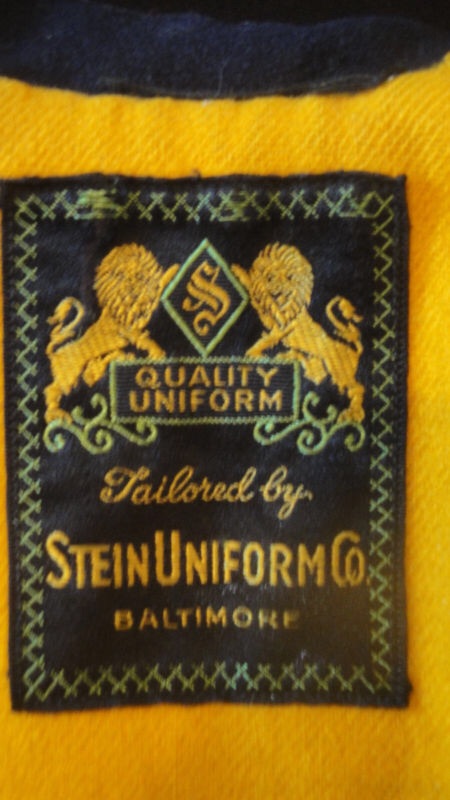 S
QUALITY
UNIFORM
Tailored by
STEIN UNIFORM CO.
BALTIMORE